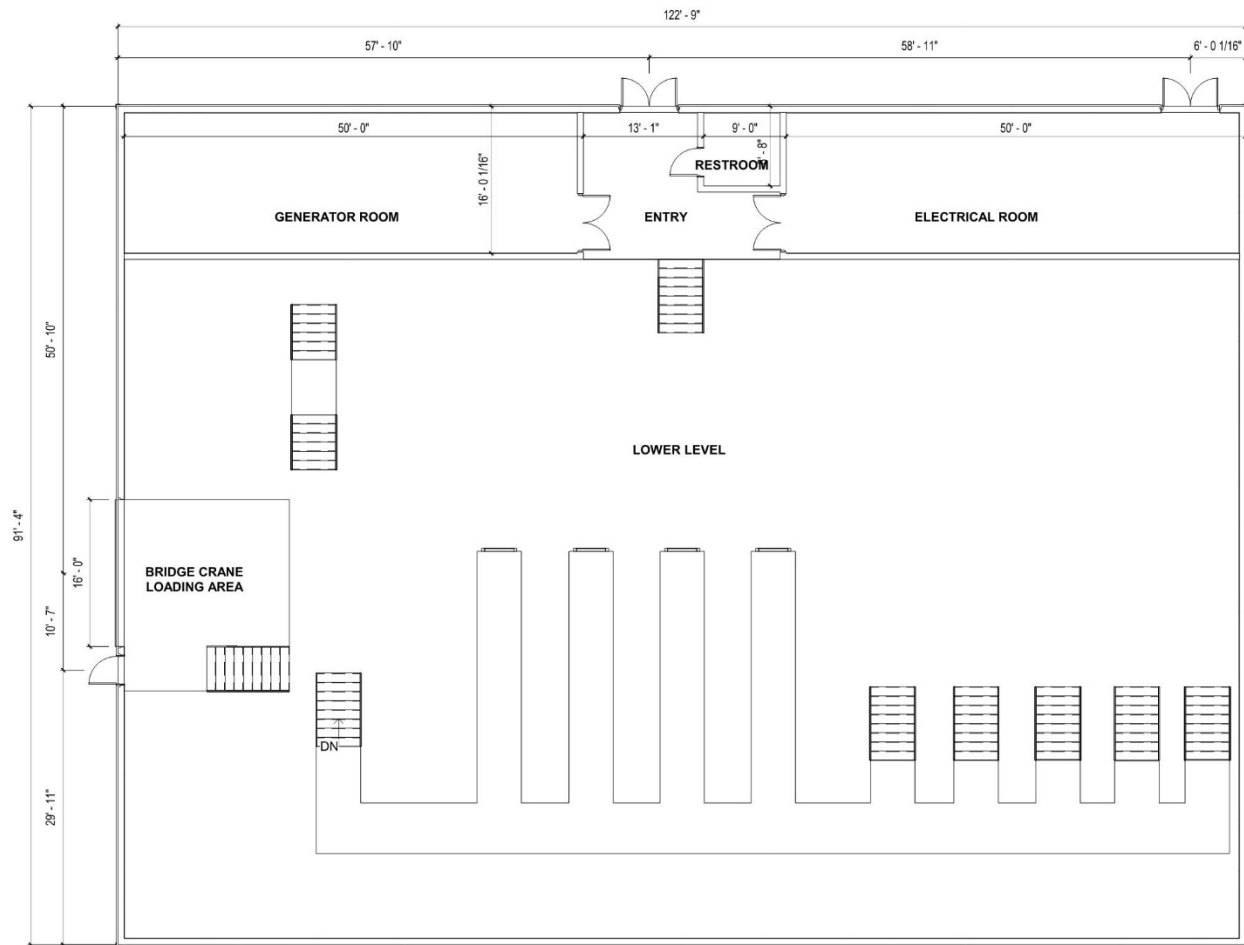 122' - 9"
57' - 10"
58' - 11"
6' - 0 1/16"
50' - 0"
13' - 1"
9' - 0"
50' - 0"
RESTROOM
16' - 0 1/16"
GENERATOR ROOM
ENTRY
ELECTRICAL ROOM
50' - 10"
LOWER LEVEL
91' - 4"
16' - 0"
BRIDGE CRANE
LOADING AREA
10' - 7"
DN
29' - 11"